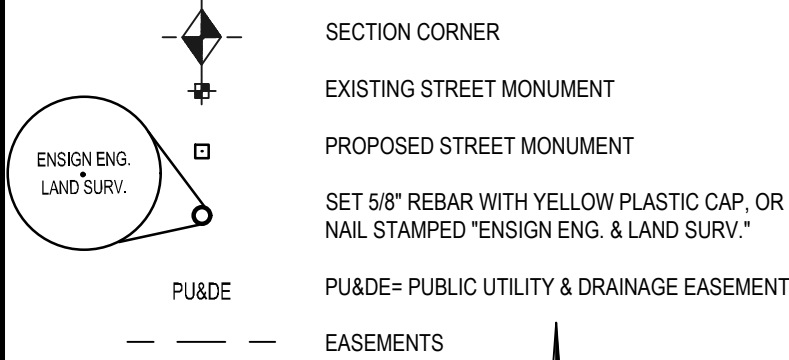 SECTION CORNER
EXISTING STREET MONUMENT
PROPOSED STREET MONUMENT
ENSIGN ENG.
LAND SURV.
SET 5/8" REBAR WITH YELLOW PLASTIC CAP, OR
NAIL STAMPED "ENSIGN ENG. & LAND SURV."
PU&DE
PU&DE= PUBLIC UTILITY & DRAINAGE EASEMENT
EASEMENTS